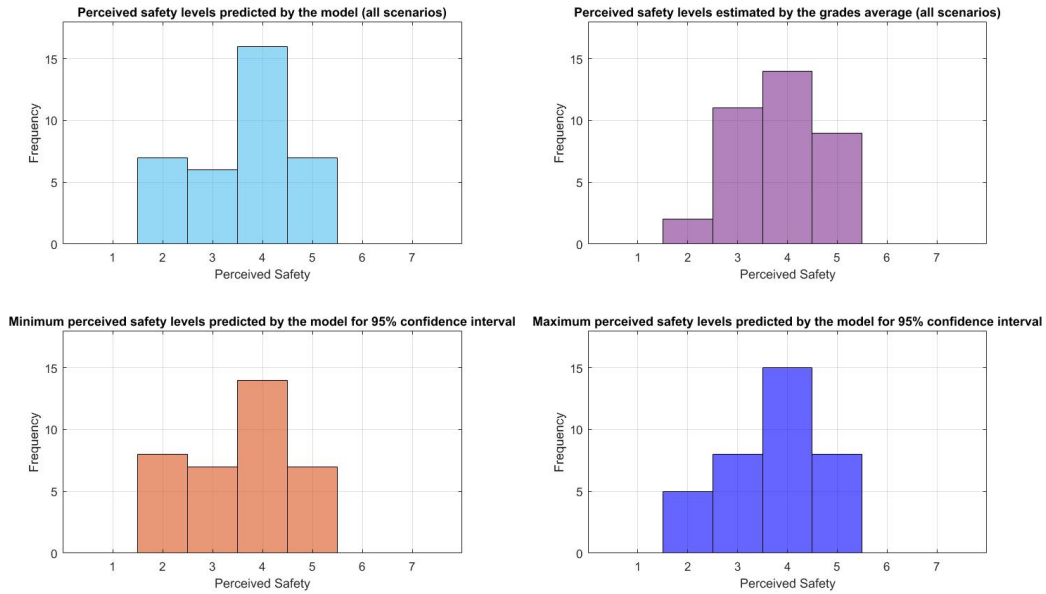 Perceived safety levels predicted by the model (all scenarios)
15
10
5
0
Frequency
1 2 3 4 5 6 7
Perceived Safety
Perceived safety levels estimated by the grades average (all scenarios)
15
10
5
0
Frequency
1 2 3 4 5 6 7
Perceived Safety
Minimum perceived safety levels predicted by the model for 95% confidence interval
15
10
5
0
Frequency
1 2 3 4 5 6 7
Perceived Safety
Maximum perceived safety levels predicted by the model for 95% confidence interval
15
10
5
0
Frequency
1 2 3 4 5 6 7
Perceived Safety